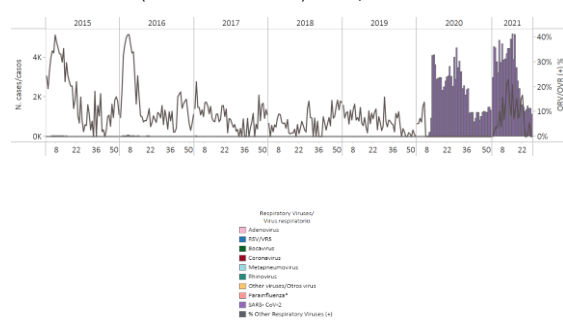 2015 2016 2017 2018 2019 2020 2021
4K 40%
30%
2K 20%
10%
0K 0%
N. cases/casos
ORV/OVR (+) %
8 22 36 50 8 22 36 50 8 22 36 50 8 22 36 50 8 22 36 50 8 22 36 50 8 22
Respiratory Viruses/
Virus respiratorio
Adenovirus
RSV/VRS
Bocavirus
Coronavirus
Metapneumovirus
Rhinovirus
Other viruses/Otros virus
Parainfluenza*
SARS- CoV-2
% Other Respiratory Viruses (+)